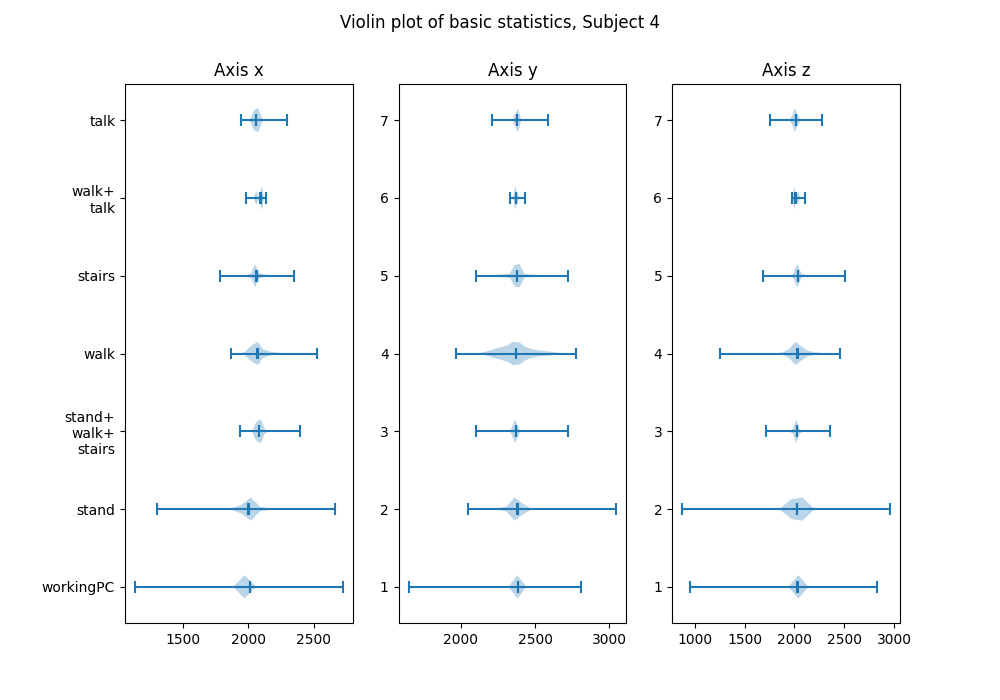 Violin plot of basic statistics, Subject 4
Axis x
Axis y
Axis z
talk
walk+
talk
stairs
walk
stand+
walk+
stairs
stand
workingPC
7
6
5
4
3
2
1
7
6
5
4
3
2
1
1500 2000 2500
2000 2500 3000
1000 1500 2000 2500 3000